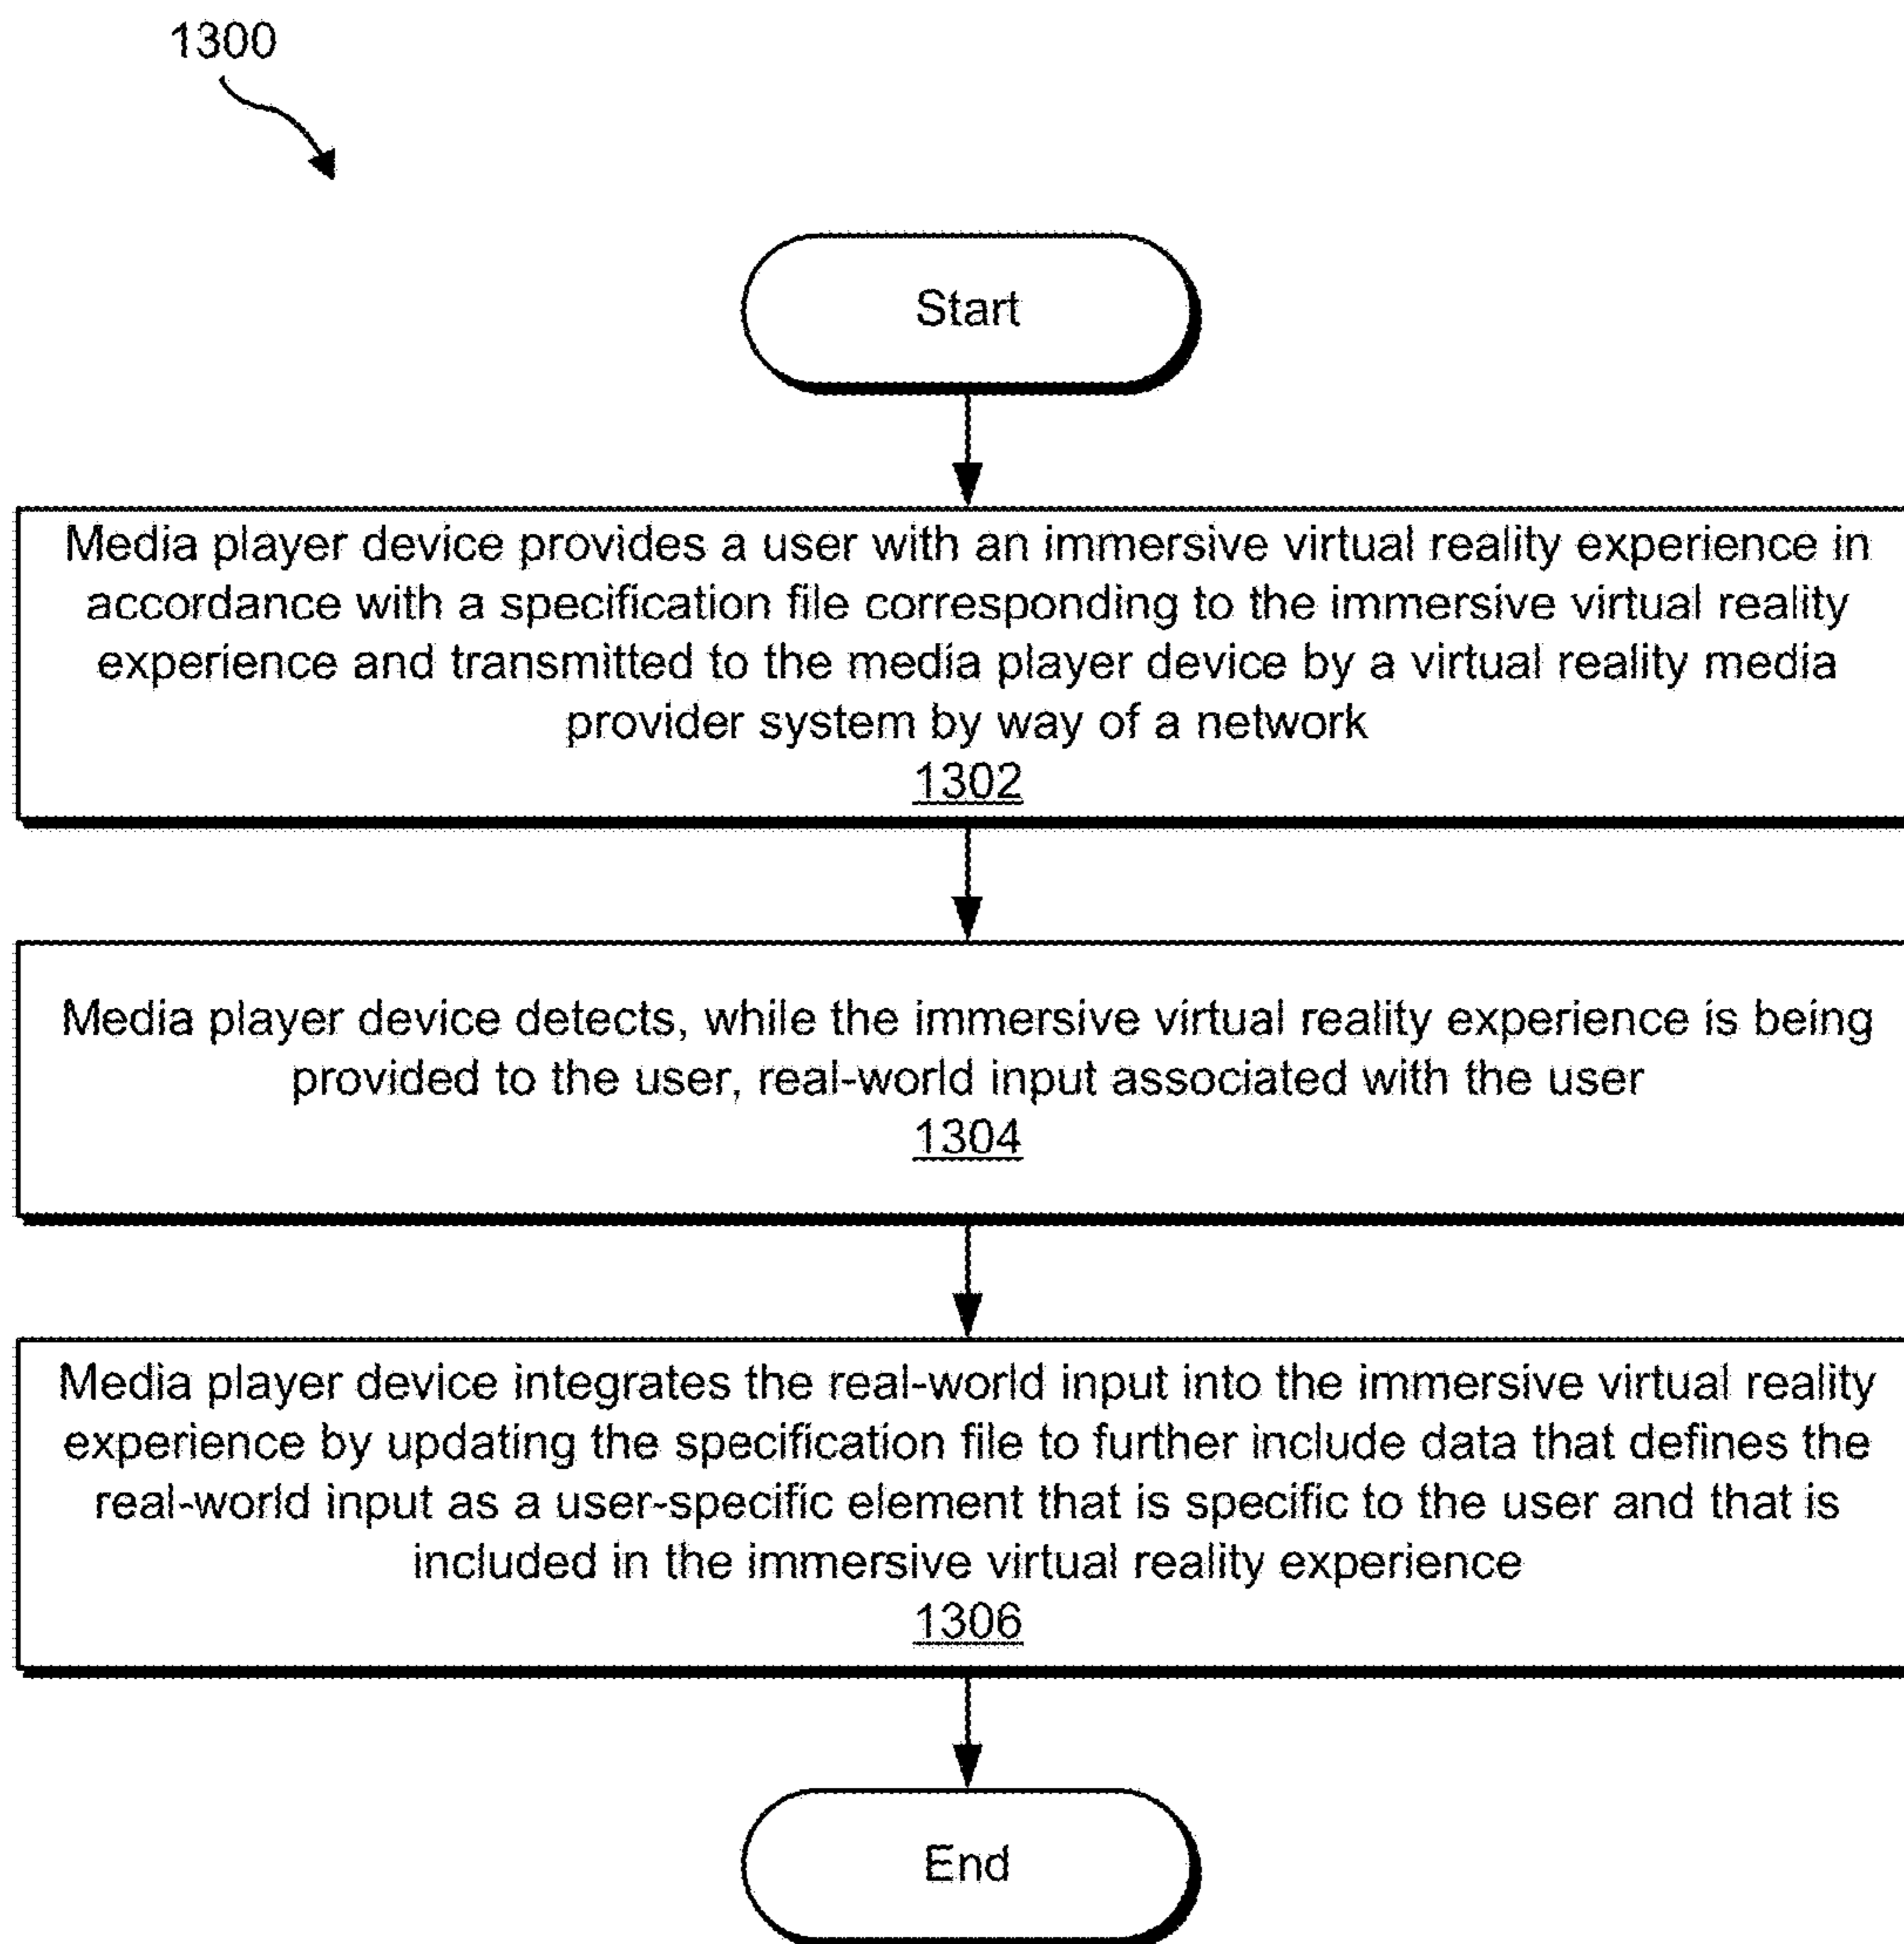 1300
Start
Media player device provides a user with an immersive virtual reality experience in
accordance with a specification file corresponding to the immersive virtual reality
experience and transmitted to the media player device by a virtual reality media
provider system by way of a network
1302
Media player device detects, while the immersive virtual reality experience is being
provided to the user, real-world input associated with the user
1304
Media player device integrates the real-world input into the immersive virtual reality
experience by updating the specification file to further include data that defines the
real-world input as a user-specific element that is specific to the user and that is
included in the immersive virtual reality experience
1306
End